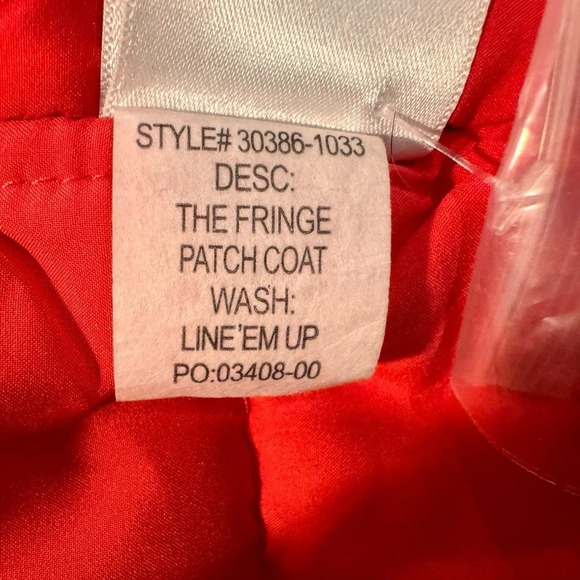 STYLE# 30386-1033
DESC:
THE FRINGE
PATCH COAT
WASH:
LINE'EM UP
PO:03408-00